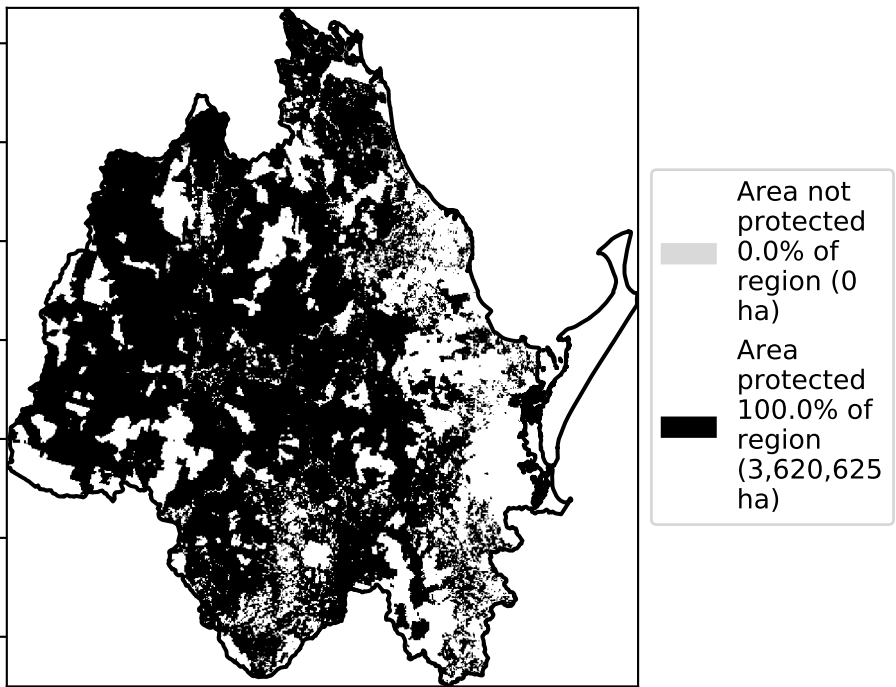 Area not
protected
0.0% of
region (0
ha)
Area
protected
100.0% of
region
(3,620,625
ha)